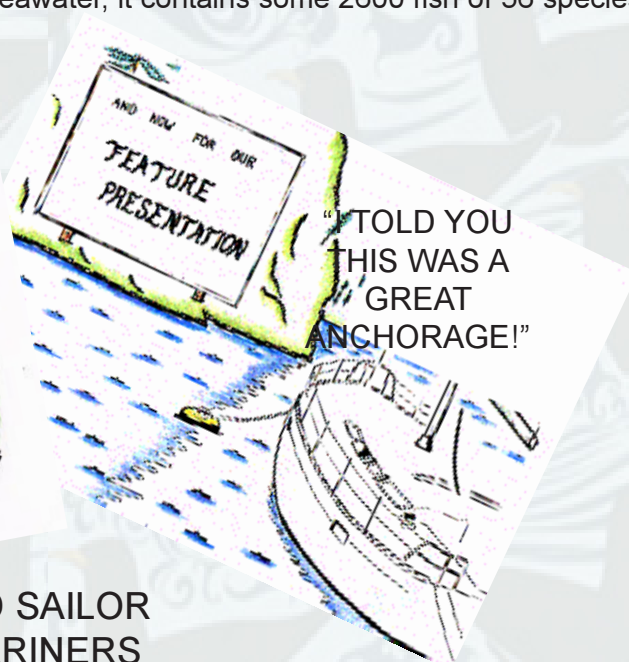 eawater, it contains some 2600 fish of 56 species
AND NOW FOR OUR
FEATURE
PRESENTATION
“I TOLD YOU
THIS WAS A
GREAT
ANCHORAGE!”
SAILOR
RINERS